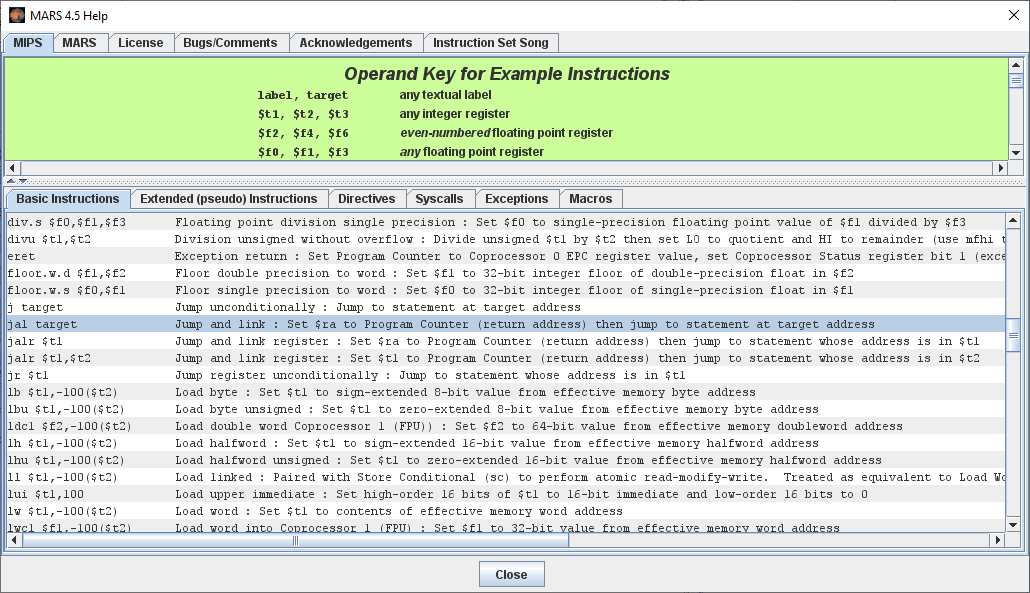 MARS 4.5 Help
MIPS MARS License Bugs/Comments Acknowledgements Instruction Set Song
Operand Key for Example Instructions
label, target any textual label
$t1, $t2, $t3 any integer register
$f2, $f4, $f6 even-numbered floating point register
$f0, $f1, $f3 any floating point register
Basic Instructions Extended (pseudo) Instructions Directives Syscalls Exceptions Macros
div.s $f0,$f1,$f3 Floating point division single precision : Set $f0 to single-precision floating point value of $f1 divided by $f3
divu $t1,$t2 Division unsigned without overflow : Divide unsigned $t1 by $t2 then set LO to quotient and HI to remainder (use mfhi t
eret Exception return : Set Program Counter to Coprocessor 0 EPC register value, set Coprocessor Status register bit 1 (exce
floor.w.d $f1,$f2 Floor double precision to word : Set $f1 to 32-bit integer floor of double-precision float in $f2
floor.w.s $f0,$f1 Floor single precision to word : Set $f0 to 32-bit integer floor of single-precision float in $f1
j target Jump unconditionally : Jump to statement at target address
jal target Jump and link : Set $ra to Program Counter (return address) then jump to statement at target address
jalr $t1 Jump and link register : Set $ra to Program Counter (return address) then jump to statement whose address is in $t1
jalr $t1,$t2 Jump and link register : Set $t1 to Program Counter (return address) then jump to statement whose address is in $t2
jr $t1 Jump register unconditionally : Jump to statement whose address is in $t1
lb $t1,-100($t2) Load byte : Set $t1 to sign-extended 8-bit value from effective memory byte address
lbu $t1,-100($t2) Load byte unsigned : Set $t1 to zero-extended 8-bit value from effective memory byte address
ldc1 $f2,-100($t2) Load double word Coprocessor 1 (FPU)) : Set $f2 to 64-bit value from effective memory doubleword address
lh $t1,-100($t2) Load halfword : Set $t1 to sign-extended 16-bit value from effective memory halfword address
lhu $t1,-100($t2) Load halfword unsigned : Set $t1 to zero-extended 16-bit value from effective memory halfword address
ll $t1,-100($t2) Load linked : Paired with Store Conditional (sc) to perform atomic read-modify-write. Treated as equivalent to Load Wo
lui $t1,100 Load upper immediate : Set high-order 16 bits of $t1 to 16-bit immediate and low-order 16 bits to 0
lw $t1,-100($t2) Load word : Set $t1 to contents of effective memory word address
lwc1 $f1,-100($t2) Load word into Coprocessor 1 (FPU) : Set $f1 to 32-bit value from effective memory word address
Close